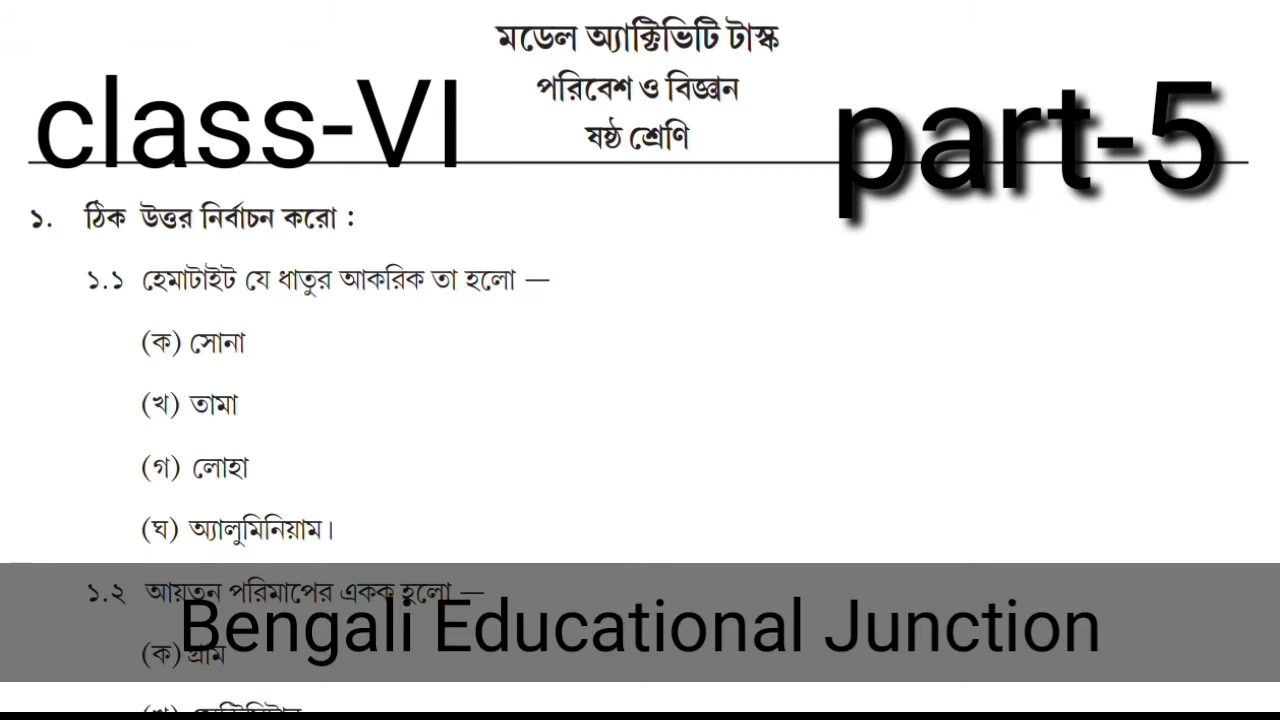 মডেল অ্যাক্টিভিটি টাস্ক
পরিবেশ ও বিজ্ঞান
class-VI
ষষ্ঠ শ্রেণি
part-5
১. ঠিক উত্তর নির্বাচন করো :
১.১ হেমাটাইট যে ধাতুর আকরিক তা হলো —
(ক) সোনা
(খ) তামা
(গ) লোহা
(ঘ) অ্যালুমিনিয়াম।
১.২ আয়তন পরিমাপের একক হলো —
Bengali Educational Junction
(ক) গ্রাম